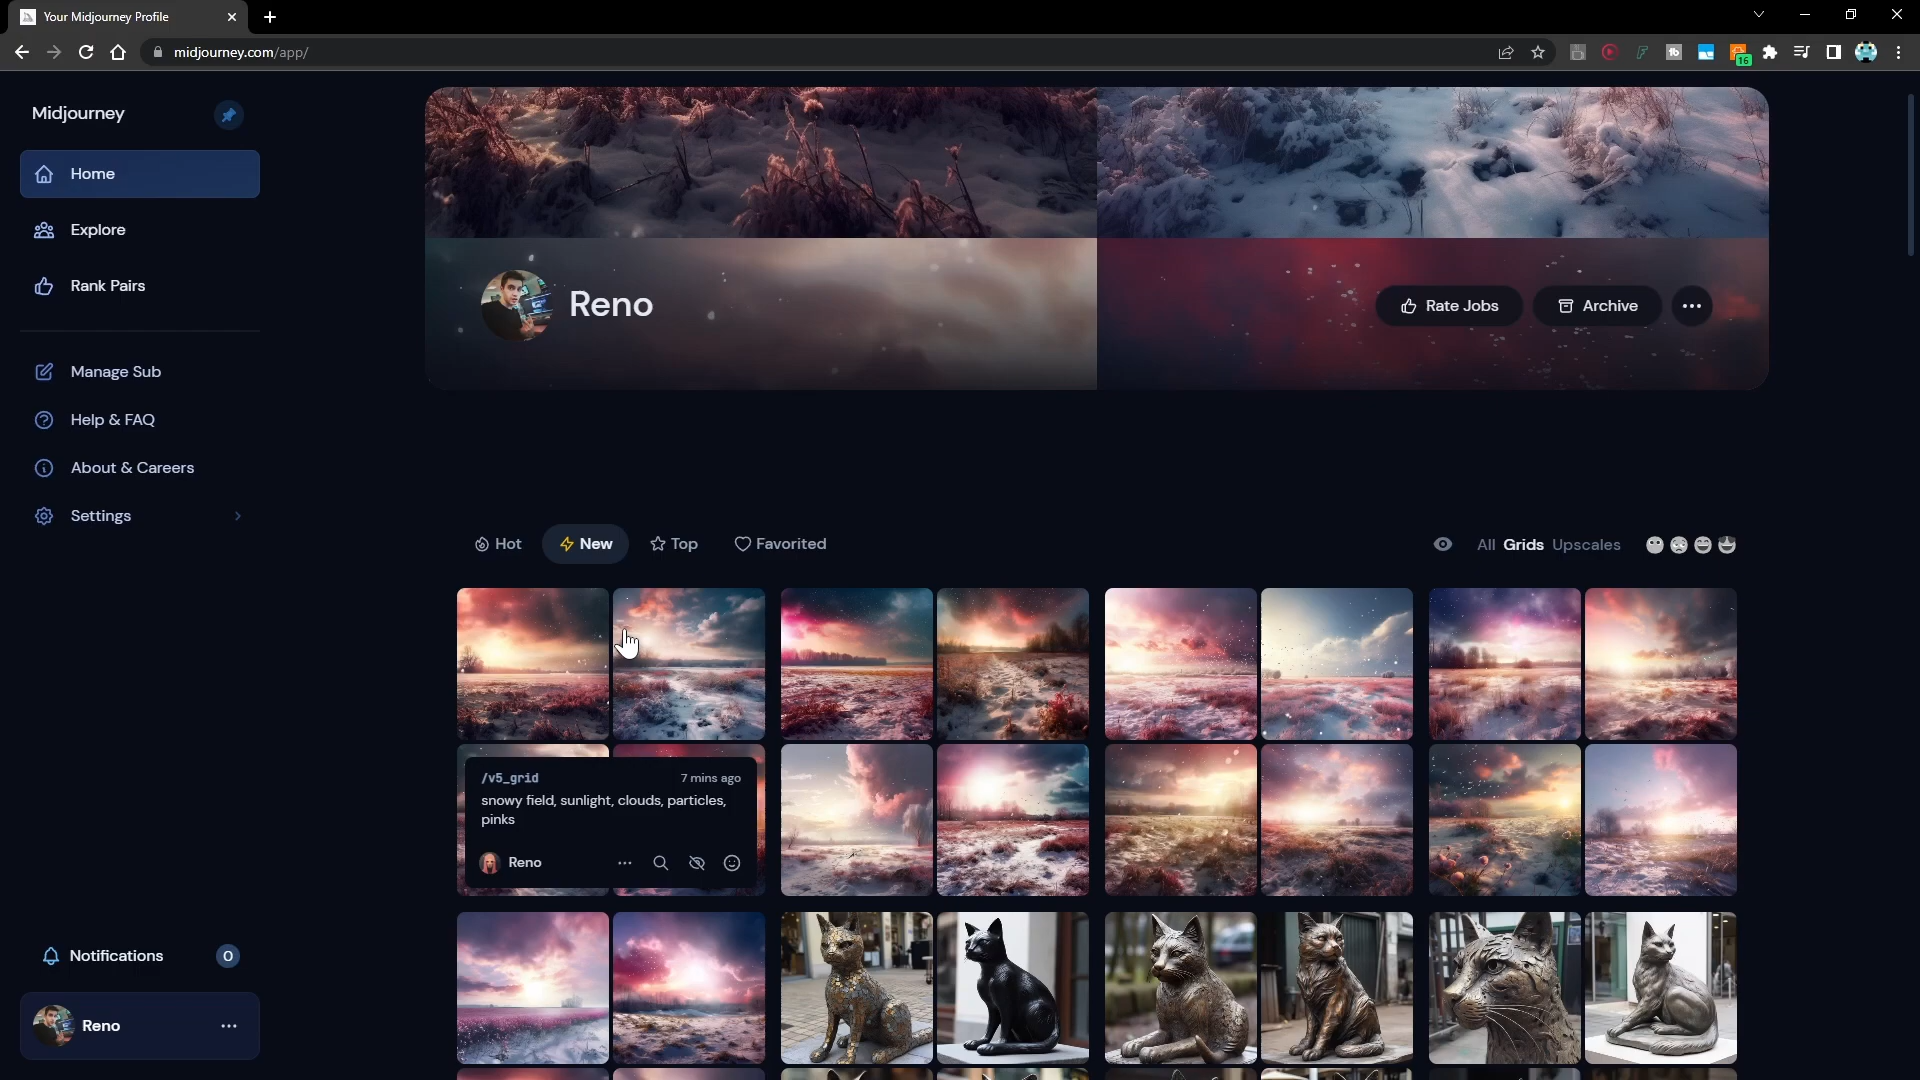 Your Midjourney Profile
midjourney.com/app/
16
Midjourney
Home
Explore
Rank Pairs
Manage Sub
Help & FAQ
About & Careers
Settings
Notifications
0
Reno
Reno
Rate Jobs
Archive
Hot
New
Top
Favorited
All Grids Upscales
/v5_grid
7 mins ago
snowy field, sunlight, clouds, particles,
pinks
Reno